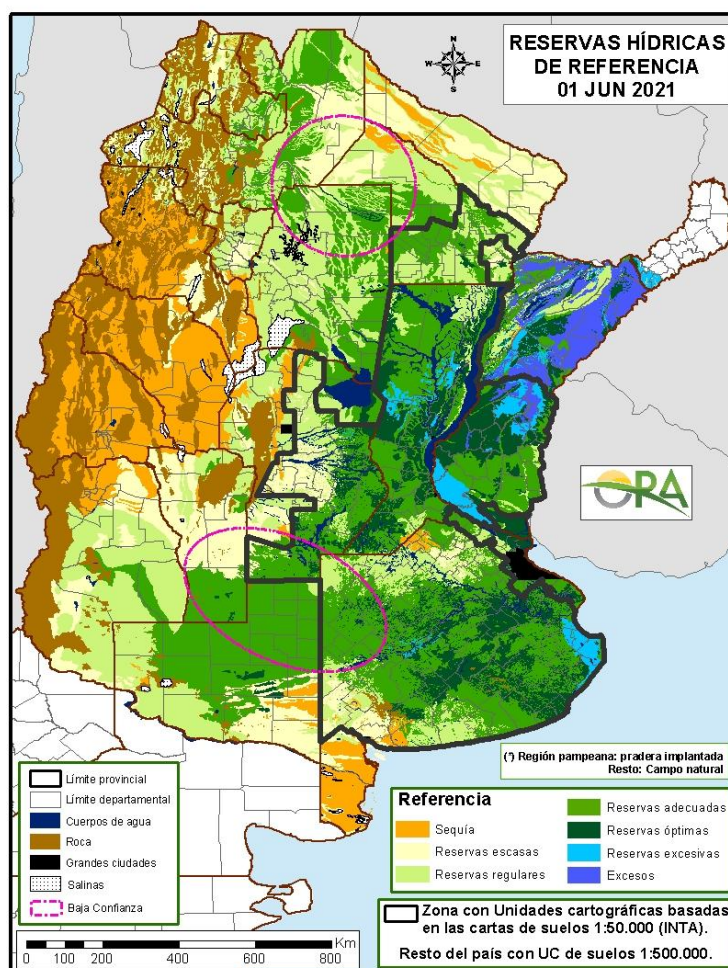 RESERVAS HÍDRICAS
DE REFERENCIA
01 JUN 2021
N
W
E
S
ORA
(*) Región pampeana: pradera implantada
Resto: Campo natural
Límite provincial
Límite departamental
Cuerpos de agua
Roca
Grandes ciudades
Salinas
Baja Confianza
Referencia
Sequía
Reservas escasas
Reservas regulares
Reservas adecuadas
Reservas óptimas
Reservas excesivas
Excesos
Zona con Unidades cartográficas basadas
en las cartas de suelos 1:50.000 (INTA).
Resto del país con UC de suelos 1:500.000.
Km
0 100 200 400 600 800